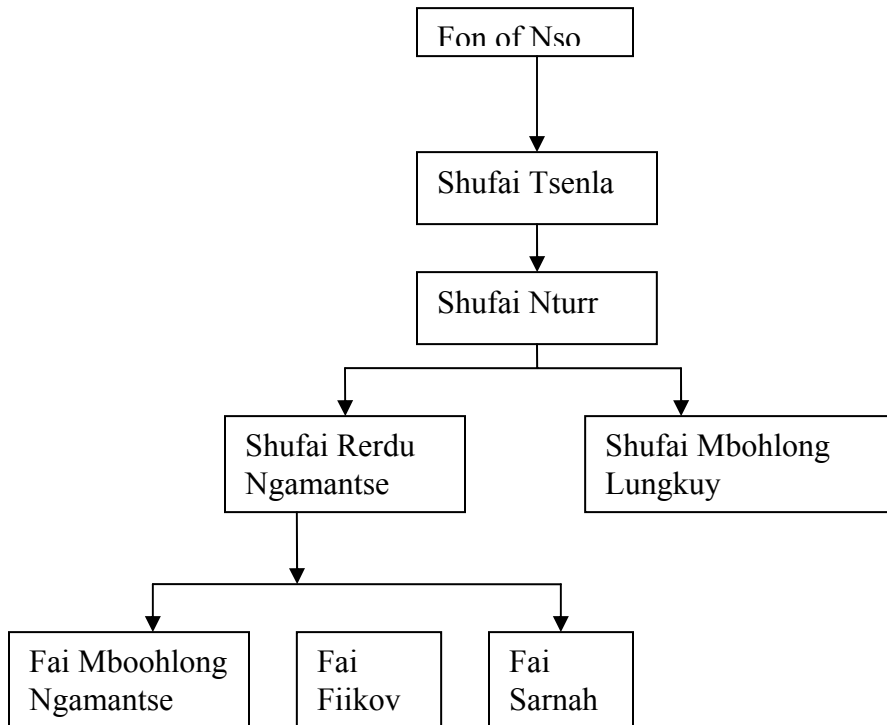 Fon of Nso
Shufai Tsenla
Shufai Nturr
Shufai Rerdu
Ngamantse
Shufai Mbohlong
Lungkuy
Fai Mboohlong
Ngamantse
Fai
Fiikov
Fai
Sarnah